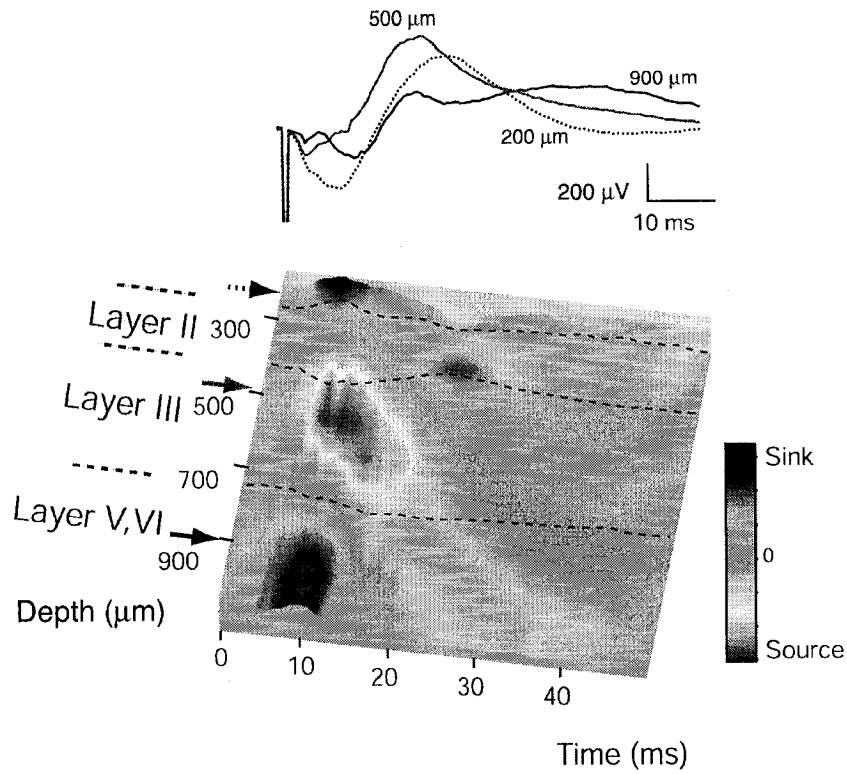 500 μm
900 μm
200 μm
200 μV
10 ms
Layer II
300
Layer III
500
700
Layer V,VI
900
Depth (μm)
0
10
20
30
40
Time (ms)
Sink
0
Source